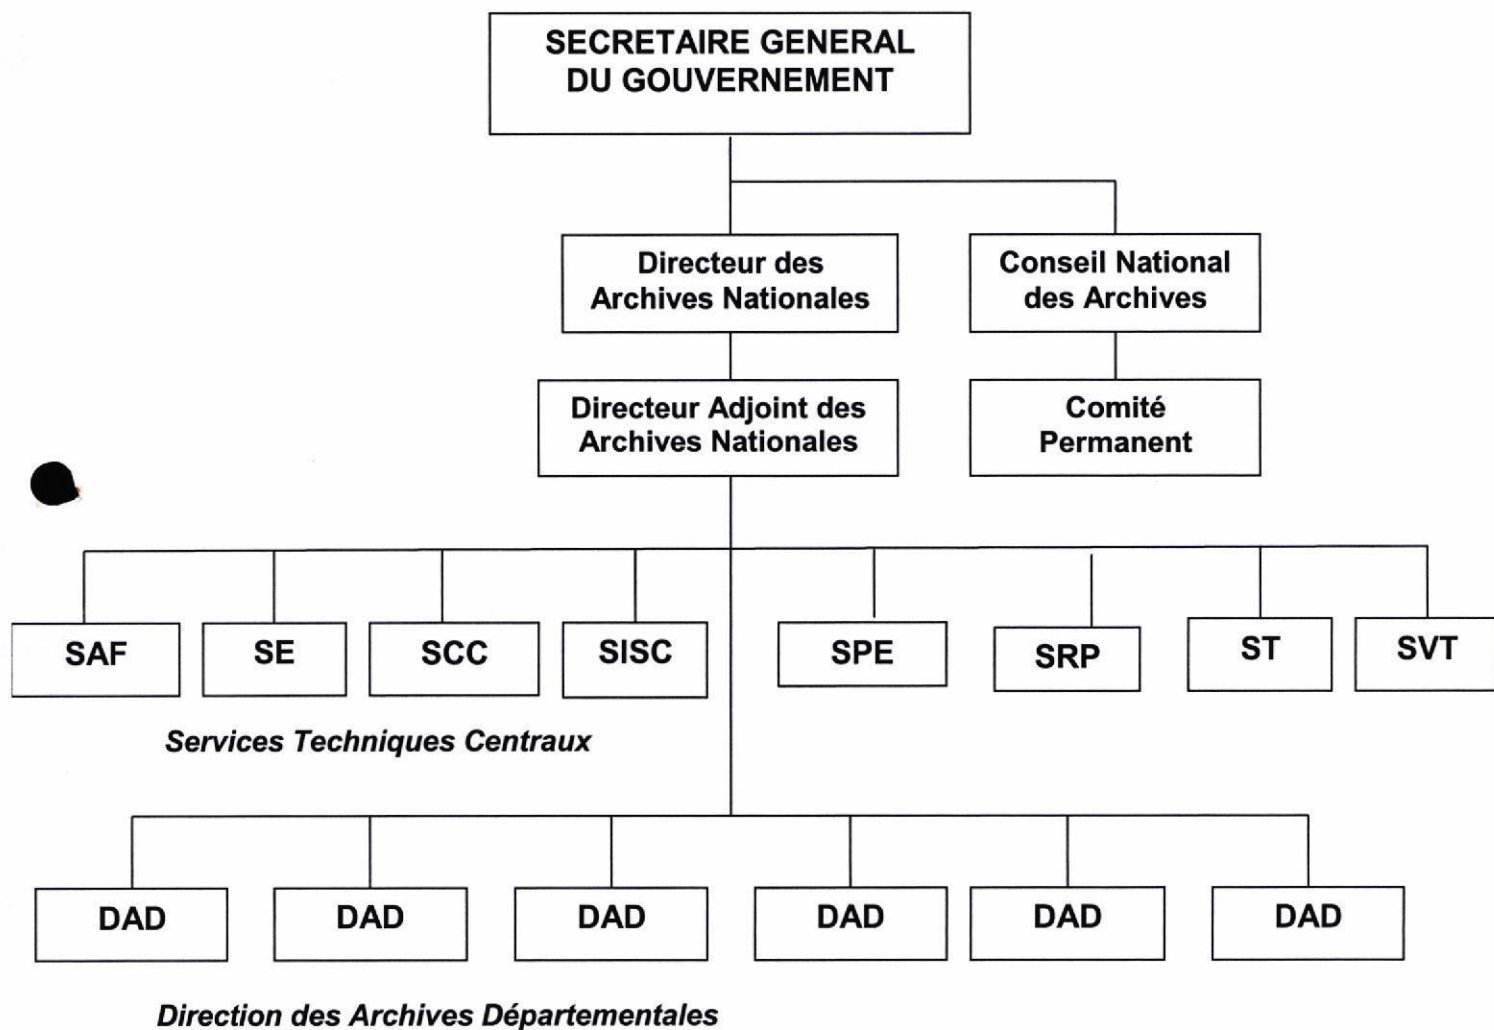 SECRETAIRE GENERAL
DU GOUVERNEMENT
Directeur des
Archives Nationales
Conseil National
des Archives
Directeur Adjoint des
Archives Nationales
Comité
Permanent
SAF
SE
SCC
SISC
SPE
SRP
ST
SVT
Services Techniques Centraux
DAD
DAD
DAD
DAD
DAD
DAD
Direction des Archives Départementales